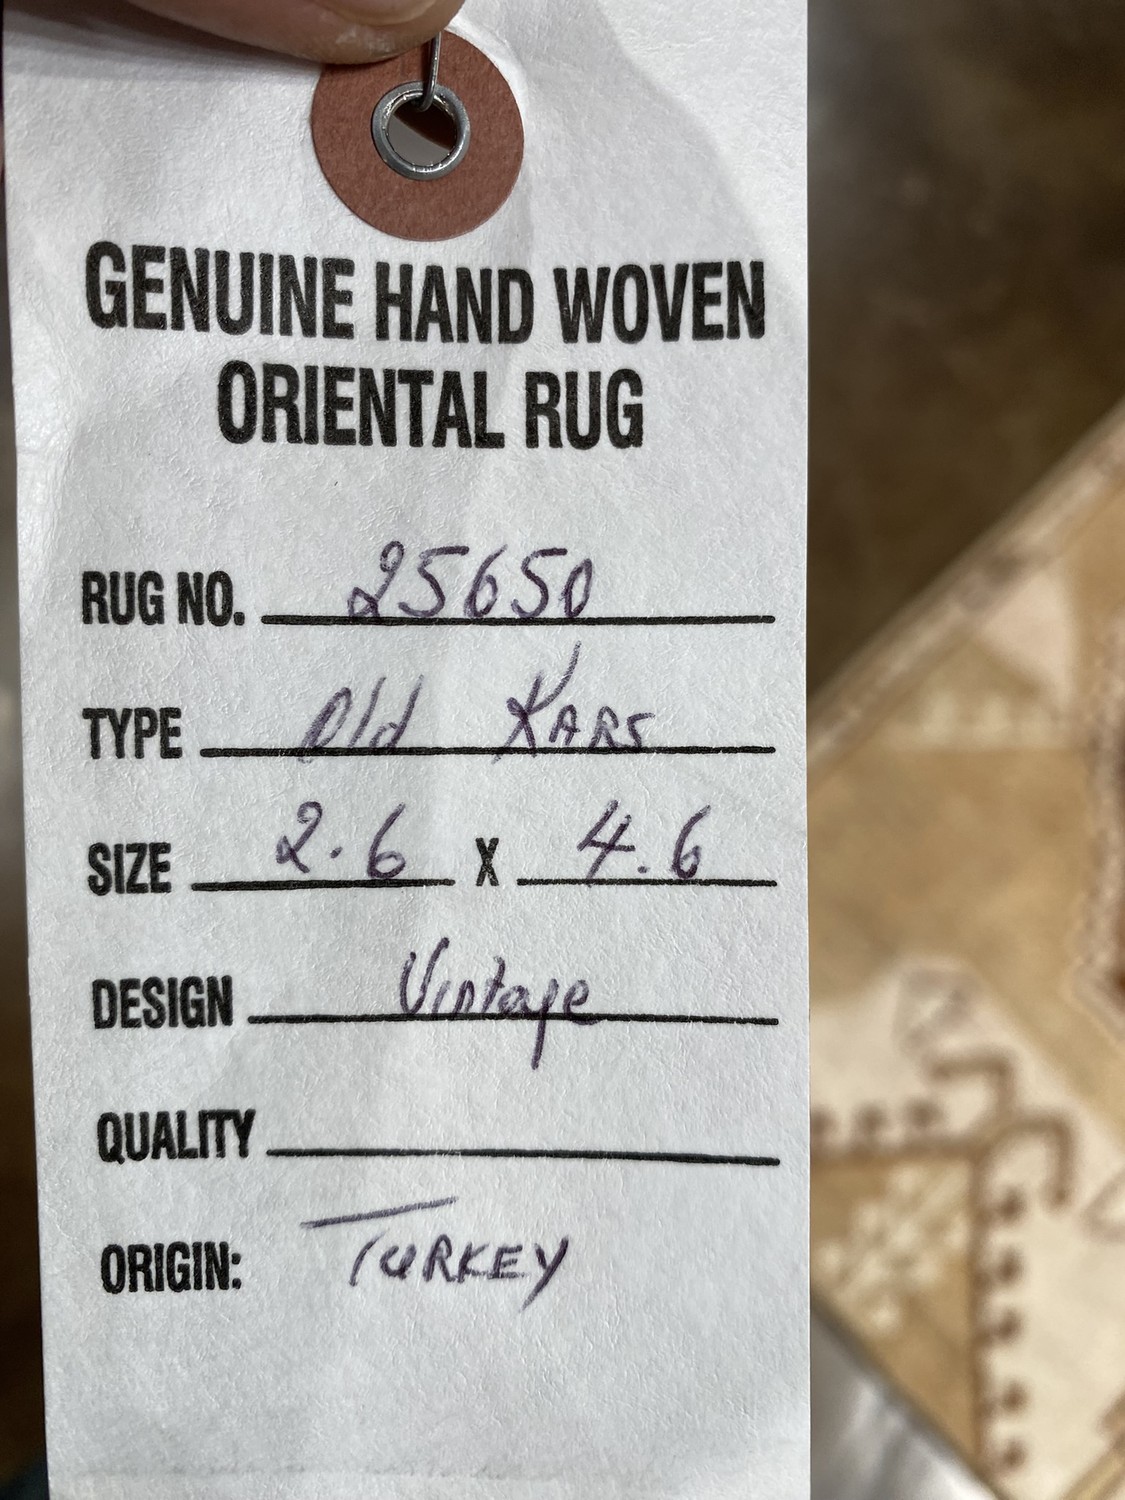 GENUINE HAND WOVEN
ORIENTAL RUG
RUG NO. 25650
TYPE Old KARS
SIZE 2.6 X 4.6
DESIGN Vintage
QUALITY
ORIGIN: TURKEY